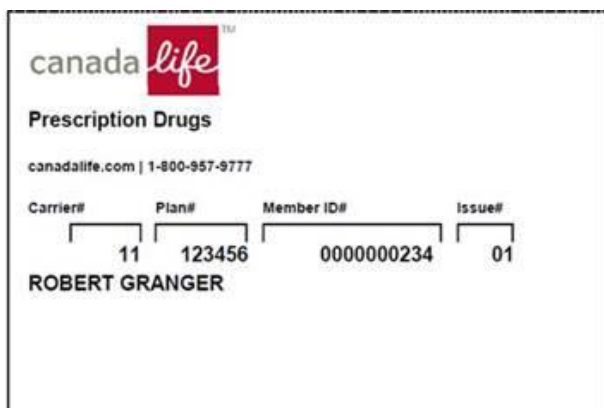 canada life TM
Prescription Drugs
canadalife.com | 1-800-957-9777
Carrier# Plan# Member ID# Issue#
11 123456 0000000234 01
ROBERT GRANGER